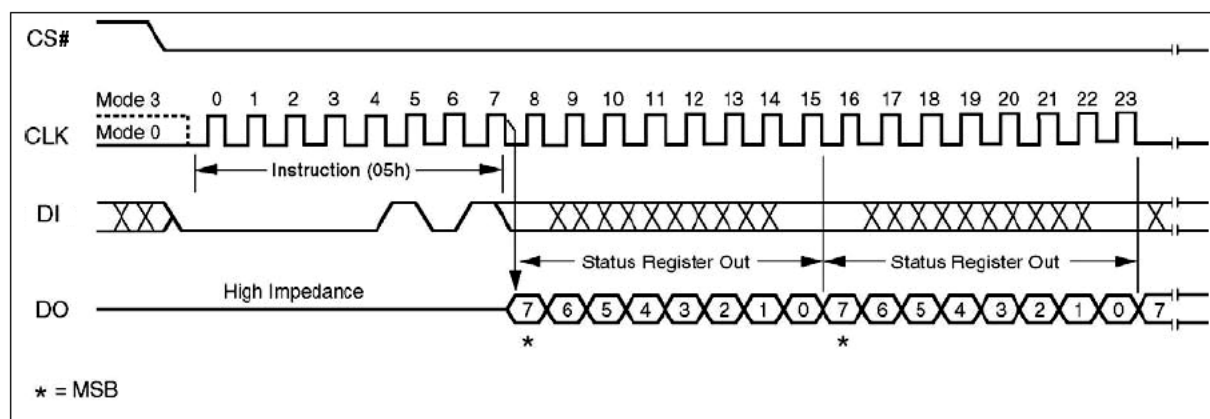 CS#
Mode 3 0 1 2 3 4 5 6 7 8 9 10 11 12 13 14 15 16 17 18 19 20 21 22 23
CLK Mode 0
Instruction (05h)
DI
Status Register Out Status Register Out
High Impedance
DO 7 6 5 4 3 2 1 0 7 6 5 4 3 2 1 0 7
* *
* = MSB